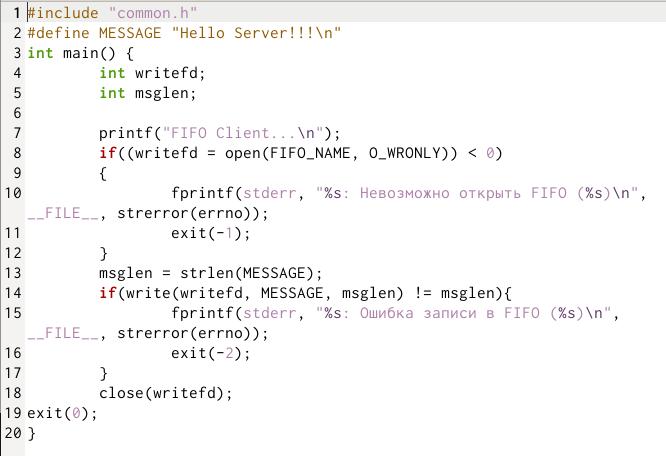 1 #include "common.h"
2 #define MESSAGE "Hello Server!!!\n"
3 int main() {
4         int writefd;
5         int msglen;
6
7         printf("FIFO Client...\n");
8         if((writefd = open(FIFO_NAME, O_WRONLY)) < 0)
9         {
10                 fprintf(stderr, "%s: Невозможно открыть FIFO (%s)\n",
__FILE__, strerror(errno));
11                 exit(-1);
12         }
13         msglen = strlen(MESSAGE);
14         if(write(writefd, MESSAGE, msglen) != msglen){
15                 fprintf(stderr, "%s: Ошибка записи в FIFO (%s)\n",
__FILE__, strerror(errno));
16                 exit(-2);
17         }
18         close(writefd);
19 exit(0);
20 }